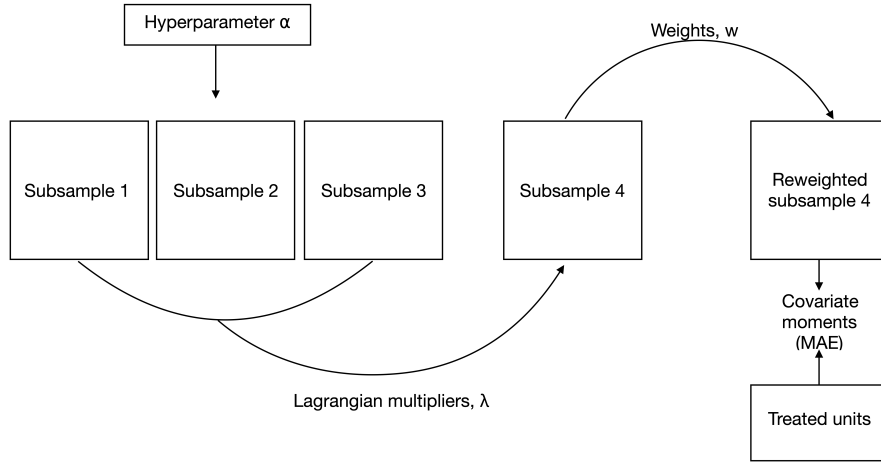 Hyperparameter α
Weights, w
Subsample 1
Subsample 2
Subsample 3
Subsample 4
Reweighted
subsample 4
Covariate
moments
(MAE)
Lagrangian multipliers, λ
Treated units